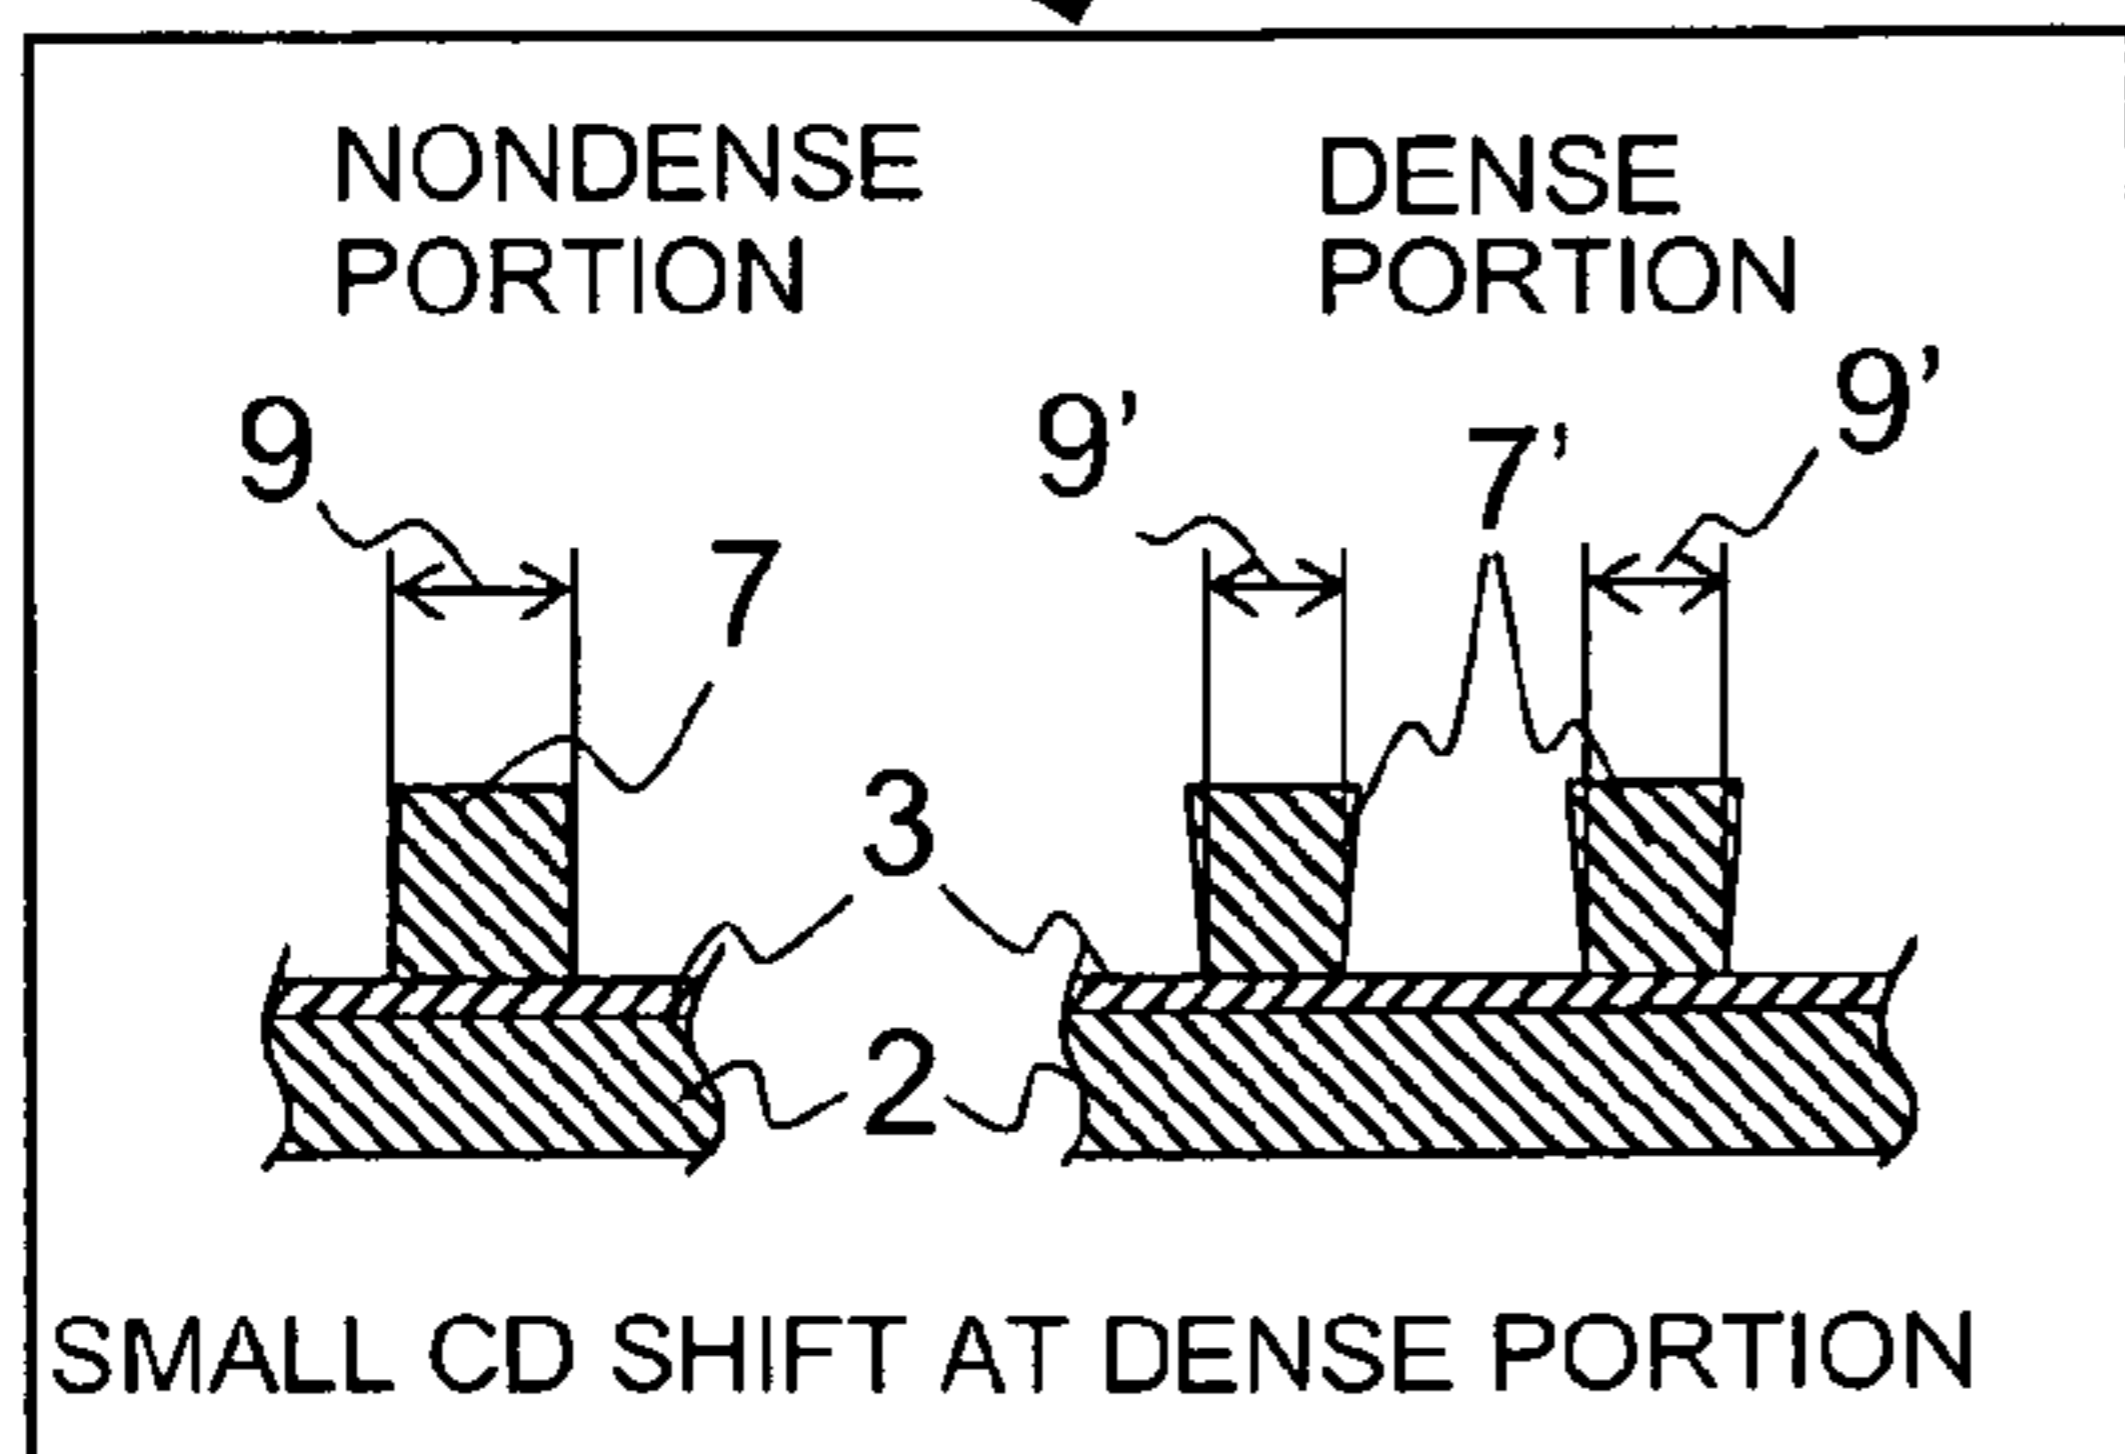 NONDENSE
PORTION
DENSE
PORTION
9
9'
7'
9'
7
3
2
SMALL CD SHIFT AT DENSE PORTION